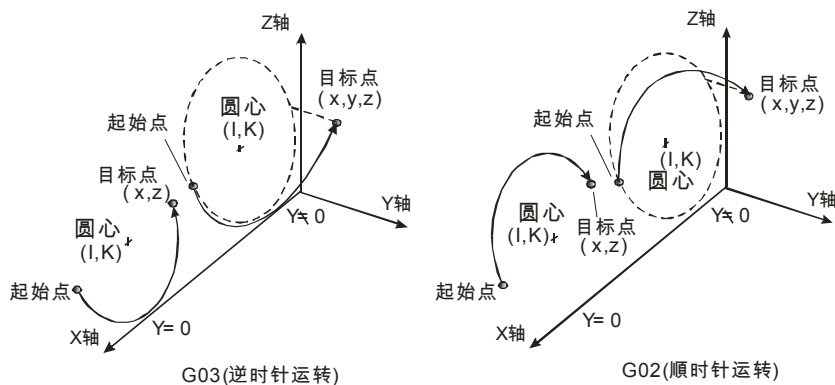 Z轴
目标点
(x,y,z)
圆心
(I,K)
起始点
目标点
(x,z)
Y轴
Y≠0
圆心
(I,K)
起始点
Y=0
X轴
G03(逆时针运转)
Z轴
目标点
(x,y,z)
起始点
(I,K)
圆心
Y轴
Y≠0
圆心
(I,K)
目标点
(x,z)
起始点
Y=0
X轴
G02(順时针运转)